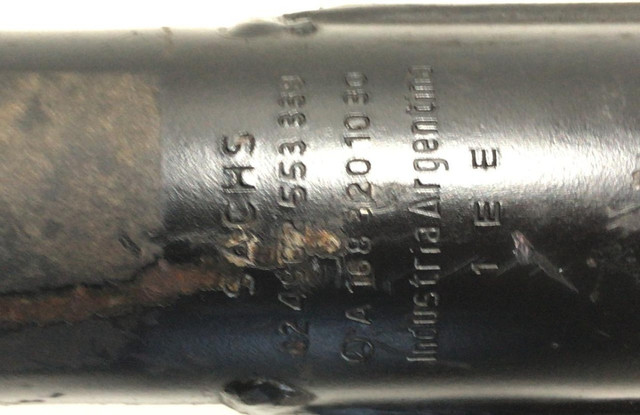 SACHS
553 339
A 168 320 10 30
Industria Argentina
1 E E